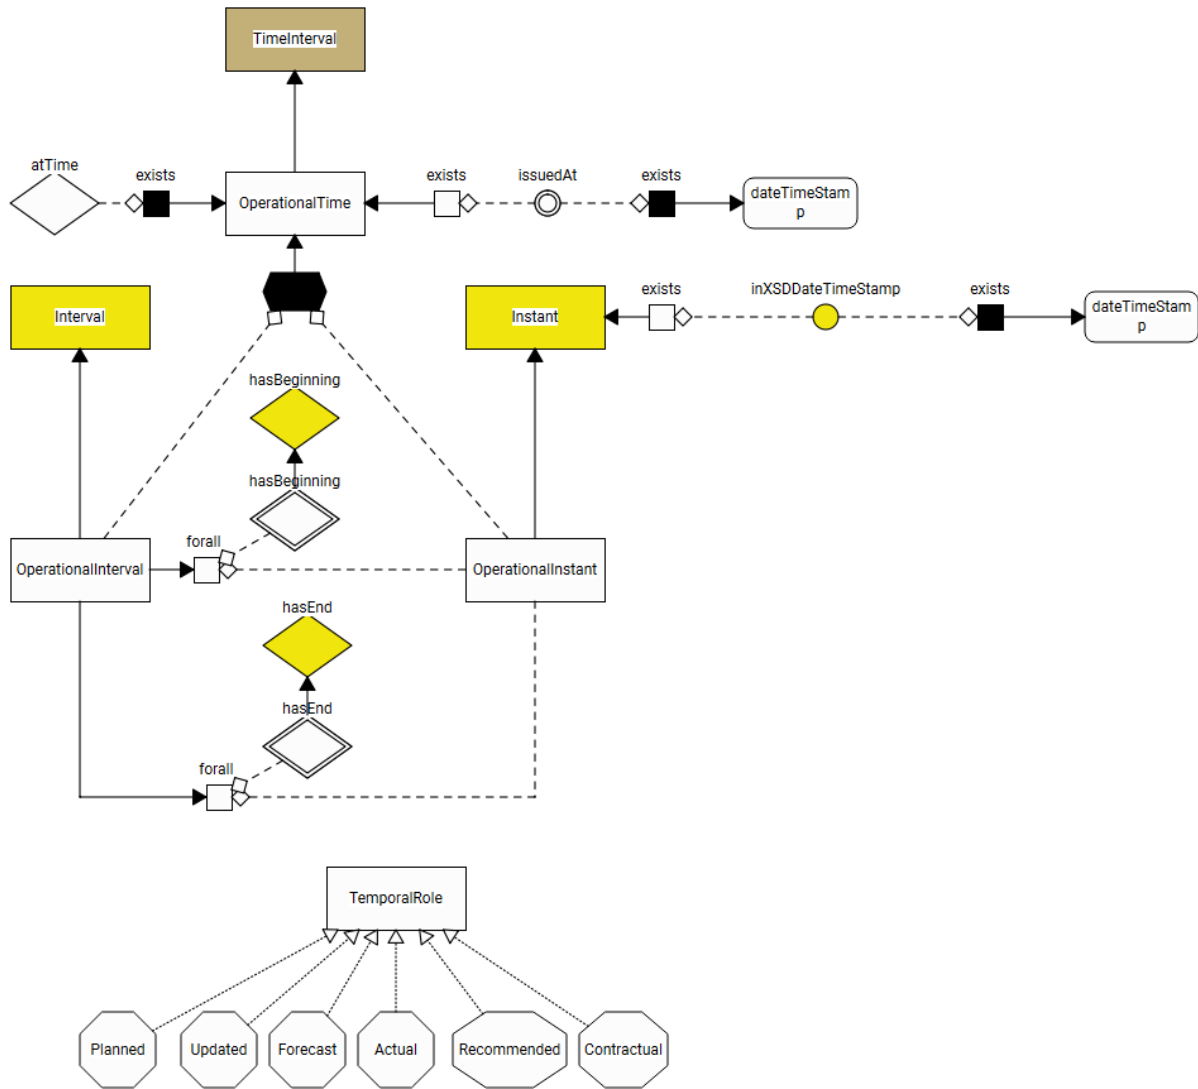 TimeInterval
atTime
exists
OperationalTime
exists
issuedAt
exists
dateTimeStam
p
Interval
Instant
exists
inXSDDateTimeStamp
exists
dateTimeStam
p
hasBeginning
hasBeginning
forall
OperationalInterval
OperationalInstant
hasEnd
hasEnd
forall
TemporalRole
Planned
Updated
Forecast
Actual
Recommended
Contractual